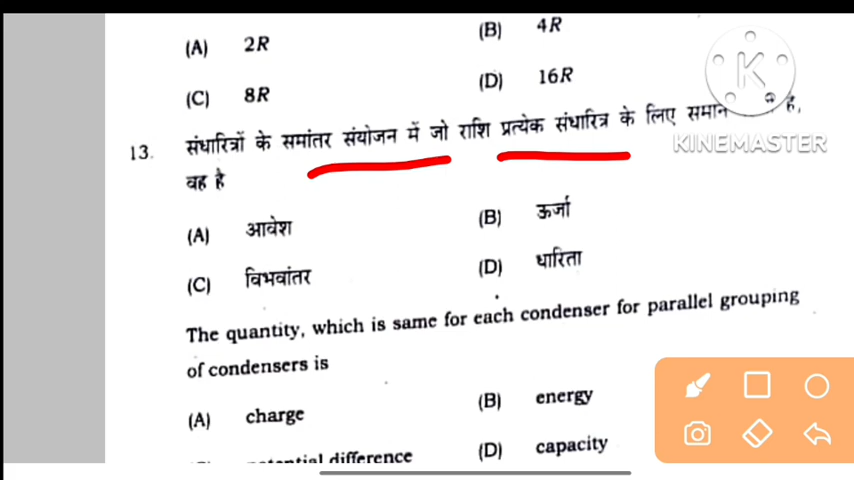 (A) 2R (B) 4R
(C) 8R (D) 16R
13. संधारित्रों के समांतर संयोजन में जो राशि प्रत्येक संधारित्र के लिए समान है,
वह है
(A) आवेश (B) ऊर्जा
(C) विभवांतर (D) धारिता
The quantity, which is same for each condenser for parallel grouping
of condensers is
(A) charge (B) energy
potential difference (D) capacity
K
KINEMASTER